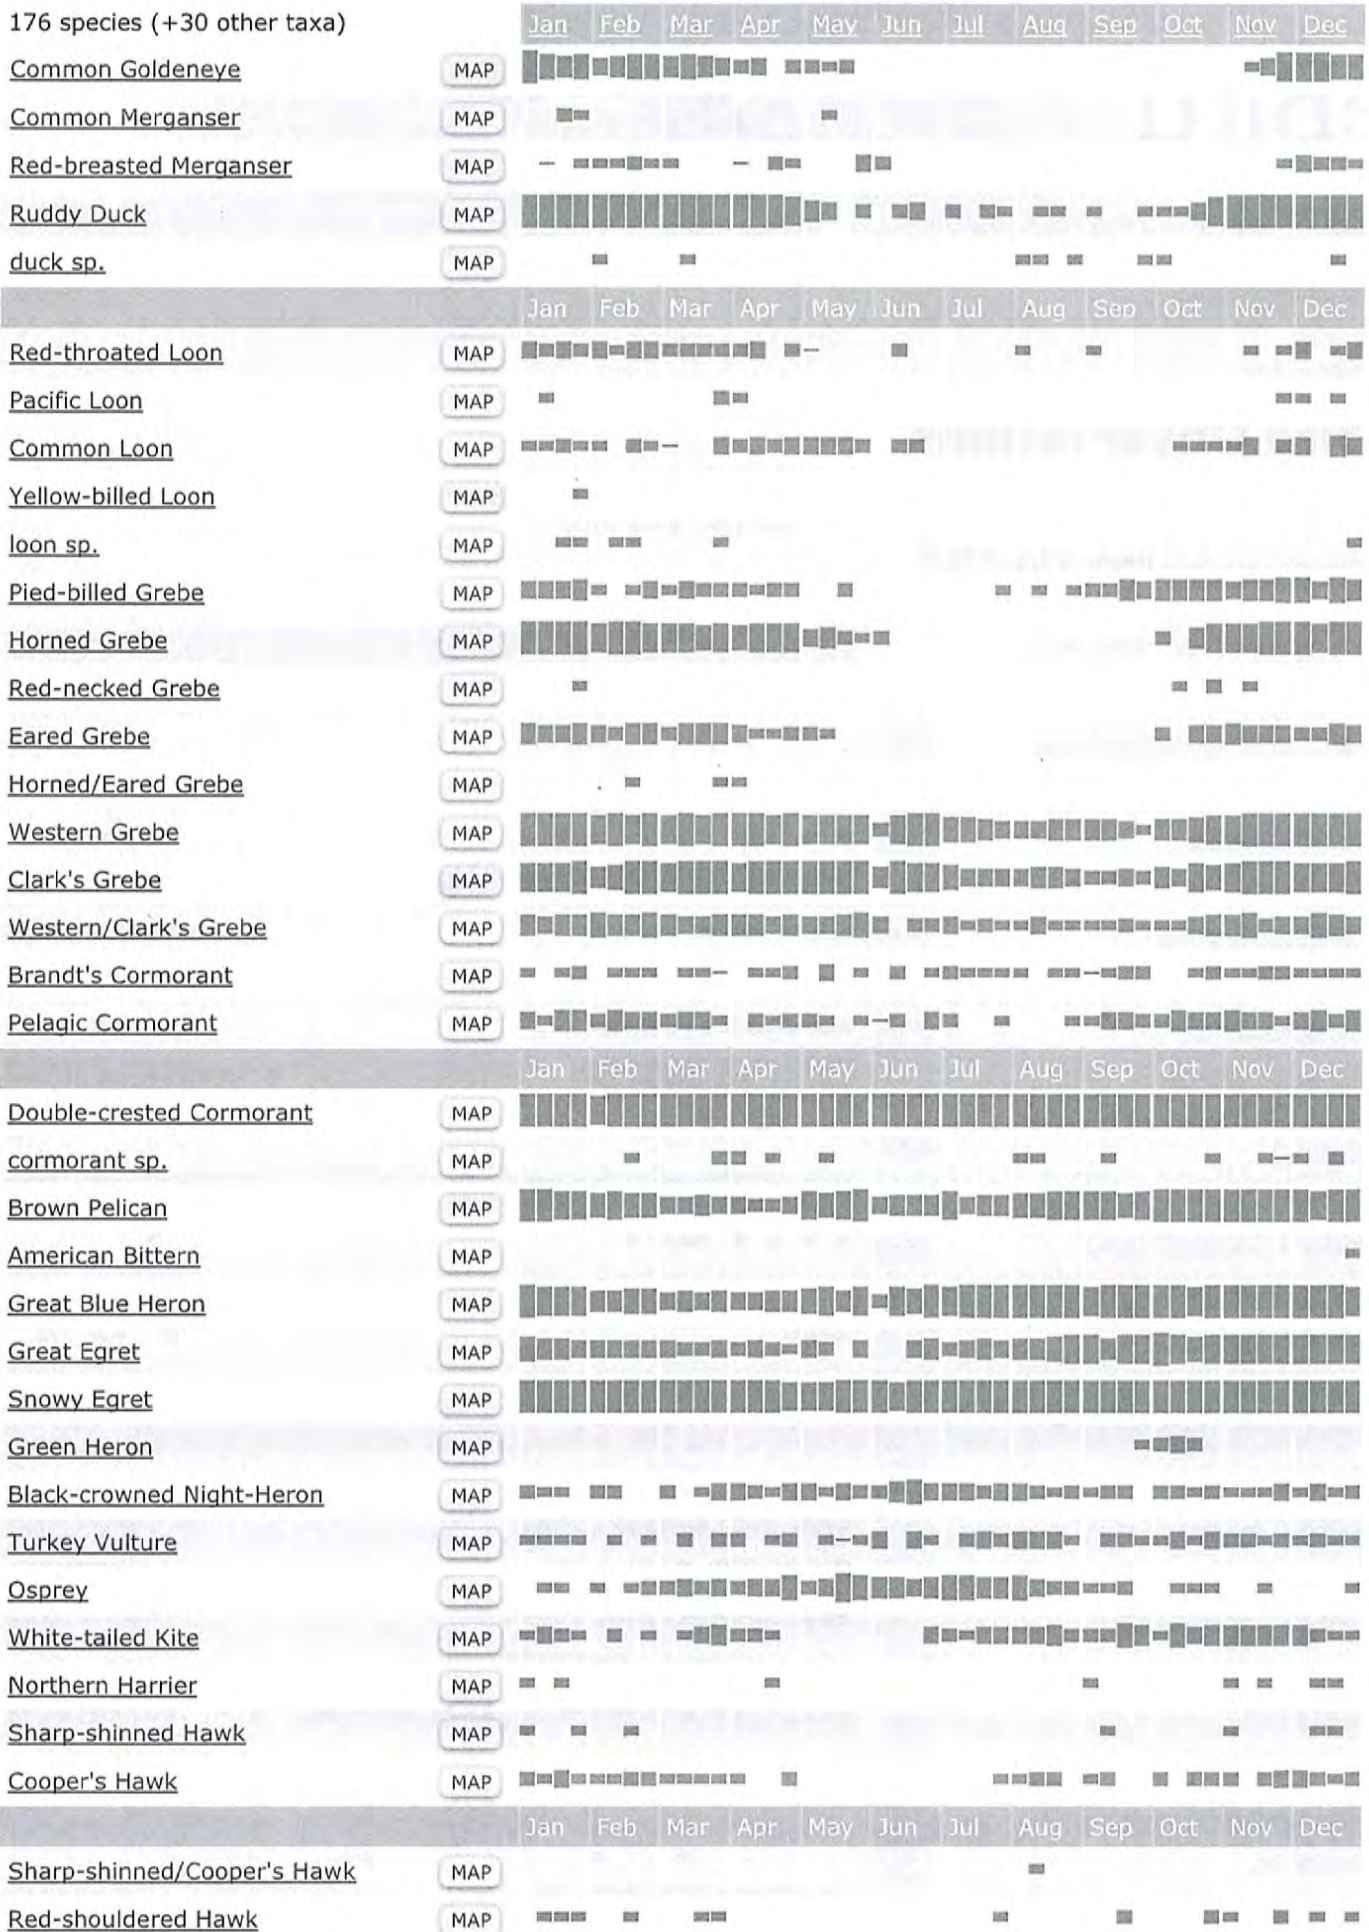 176 species (+30 other taxa) Jan Feb Mar Apr May Jun Jul Aug Sep Oct Nov Dec
Common Goldeneye MAP
Common Merganser MAP
Red-breasted Merganser MAP
Ruddy Duck MAP
duck sp. MAP
Jan Feb Mar Apr May Jun Jul Aug Sep Oct Nov Dec
Red-throated Loon MAP
Pacific Loon MAP
Common Loon MAP
Yellow-billed Loon MAP
loon sp. MAP
Pied-billed Grebe MAP
Horned Grebe MAP
Red-necked Grebe MAP
Eared Grebe MAP
Horned/Eared Grebe MAP
Western Grebe MAP
Clark's Grebe MAP
Western/Clark's Grebe MAP
Brandt's Cormorant MAP
Pelagic Cormorant MAP
Jan Feb Mar Apr May Jun Jul Aug Sep Oct Nov Dec
Double-crested Cormorant MAP
cormorant sp. MAP
Brown Pelican MAP
American Bittern MAP
Great Blue Heron MAP
Great Egret MAP
Snowy Egret MAP
Green Heron MAP
Black-crowned Night-Heron MAP
Turkey Vulture MAP
Osprey MAP
White-tailed Kite MAP
Northern Harrier MAP
Sharp-shinned Hawk MAP
Cooper's Hawk MAP
Jan Feb Mar Apr May Jun Jul Aug Sep Oct Nov Dec
Sharp-shinned/Cooper's Hawk MAP
Red-shouldered Hawk MAP